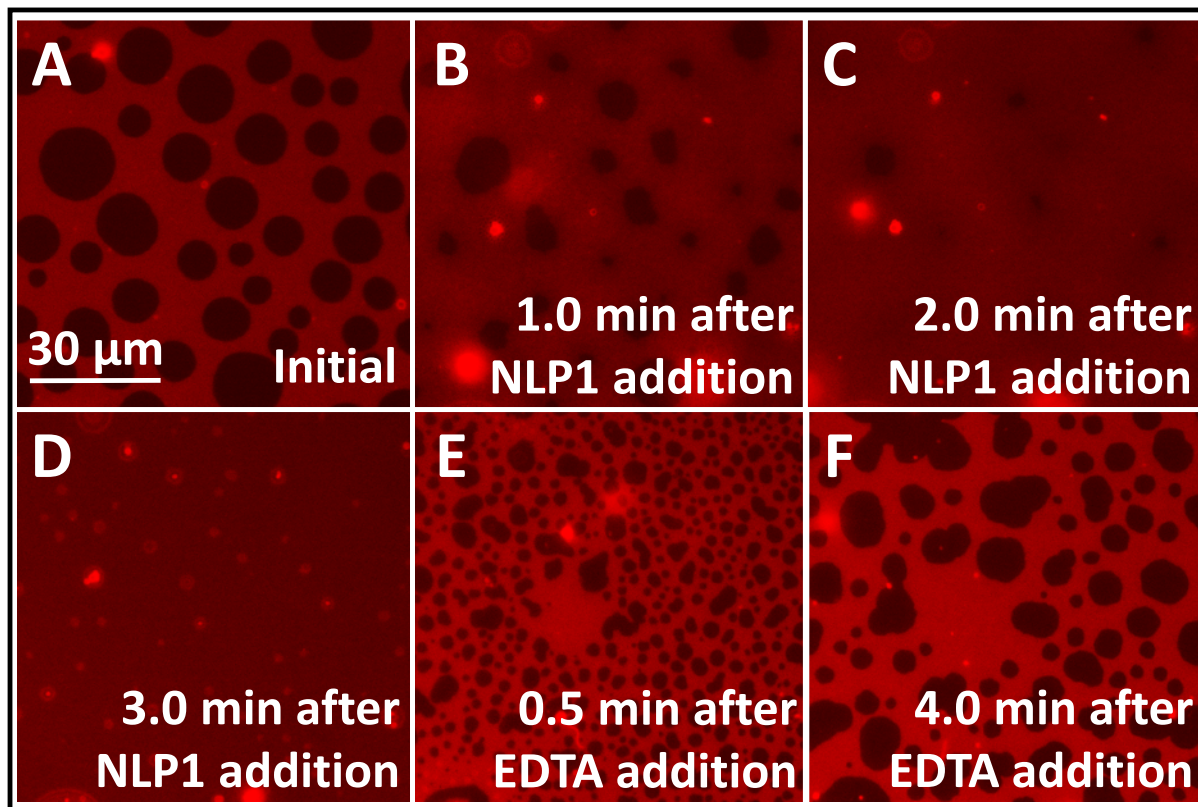 A
30 µm
Initial
B
1.0 min after
NLP1 addition
C
2.0 min after
NLP1 addition
D
3.0 min after
NLP1 addition
E
0.5 min after
EDTA addition
F
4.0 min after
EDTA addition